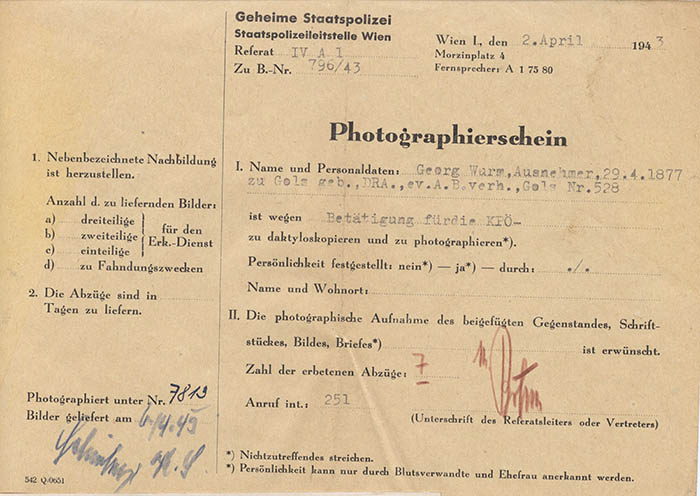 Geheime Staatspolizei
Staatspolizeileitstelle Wien
Referat IV A 1
Zu B.-Nr. 796/43
Wien I., den 2.April 1943
Morzinplatz 4
Fernsprecher: A 1 75 80
Photographierschein
1. Nebenbezeichnete Nachbildung
ist herzustellen.
Anzahl d. zu liefernden Bilder:
a) dreiteilige
b) zweiteilige
c) einteilige
für den
Erk.-Dienst
d) zu Fahndungszwecken
2. Die Abzüge sind in
Tagen zu liefern.
Photographiert unter Nr. 7813
Bilder geliefert am 6./4.43
542 Q-0651
I. Name und Personaldaten: Georg Wurm,Ausnehmer,29.4.1877
zu Gols geb.,DRA.,ev.A.B.verh.,Gols Nr.528
ist wegen Betätigung fürdie KPÖ-
zu daktyloskopieren und zu photographieren*).
Persönlichkeit festgestellt: nein*) — ja*) — durch: ./.
Name und Wohnort:
II. Die photographische Aufnahme des beigefügten Gegenstandes, Schrift-
stückes, Bildes, Briefes*) ist erwünscht.
Zahl der erbetenen Abzüge: 7
Anruf int.: 251
(Unterschrift des Referatsleiters oder Vertreters)
*) Nichtzutreffendes streichen.
*) Persönlichkeit kann nur durch Blutsverwandte und Ehefrau anerkannt werden.